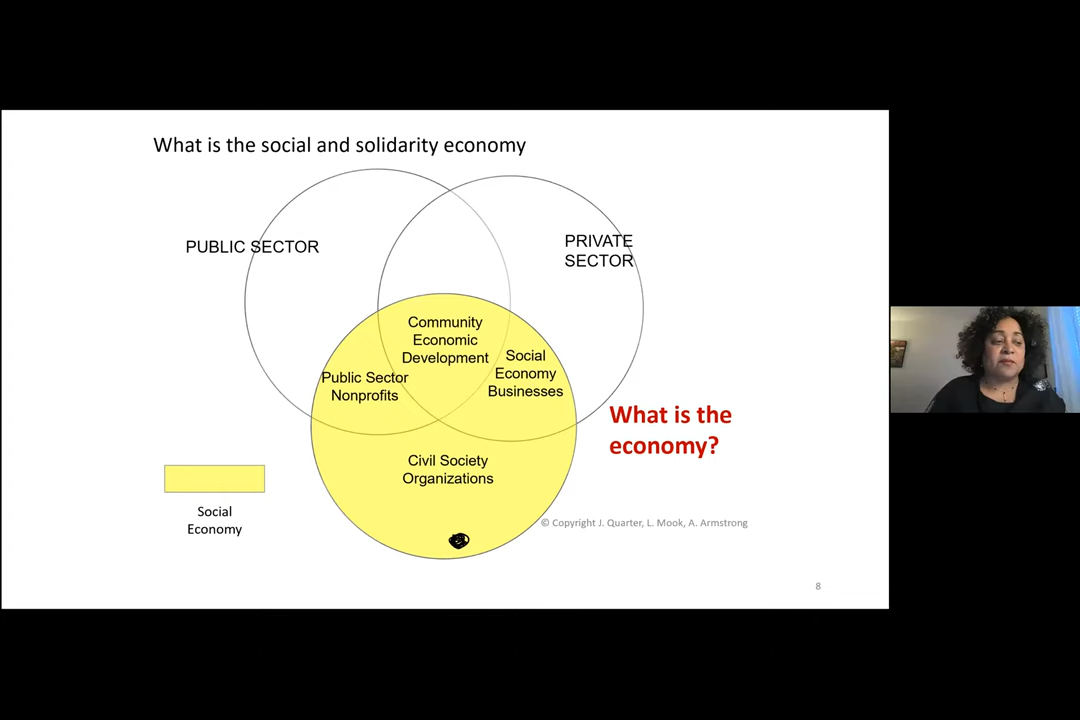 What is the social and solidarity economy
PUBLIC SECTOR
PRIVATE
SECTOR
Community
Economic
Development
Social
Economy
Businesses
Public Sector
Nonprofits
What is the
economy?
Civil Society
Organizations
Social
Economy
© Copyright J. Quarter, L. Mook, A. Armstrong
8